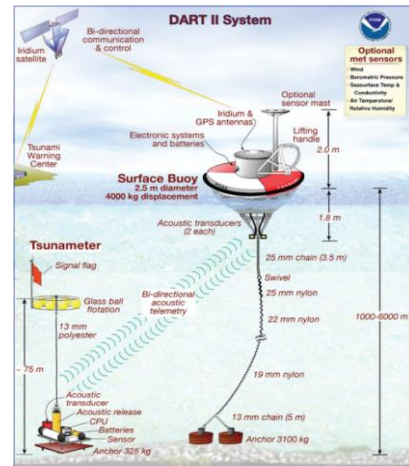 DART II System
Bi-directional
communication
& control
Iridium
satellite
NOAA
Optional
met sensors
- Wind
- Barometric Pressure
- Seasurface Temp &
Conductivity
- Air Temperature/
Relative Humidity
Optional
sensor mast
Iridium &
GPS antennas
Electronic systems
and batteries
Lifting
handle
2.0 m
Tsunami
Warning
Center
Surface Buoy
2.5 m diameter
4000 kg displacement
Acoustic transducers
(2 each)
1.8 m
Tsunameter
Signal flag
Glass ball
flotation
13 mm
polyester
~ 75 m
Bi-directional
acoustic
telemetry
25 mm chain (3.5 m)
Swivel
25 mm nylon
22 mm nylon
1000-6000 m
19 mm nylon
Acoustic
transducer
Acoustic release
CPU
Batteries
Sensor
Anchor 325 kg
13 mm chain (5 m)
Anchor 3100 kg